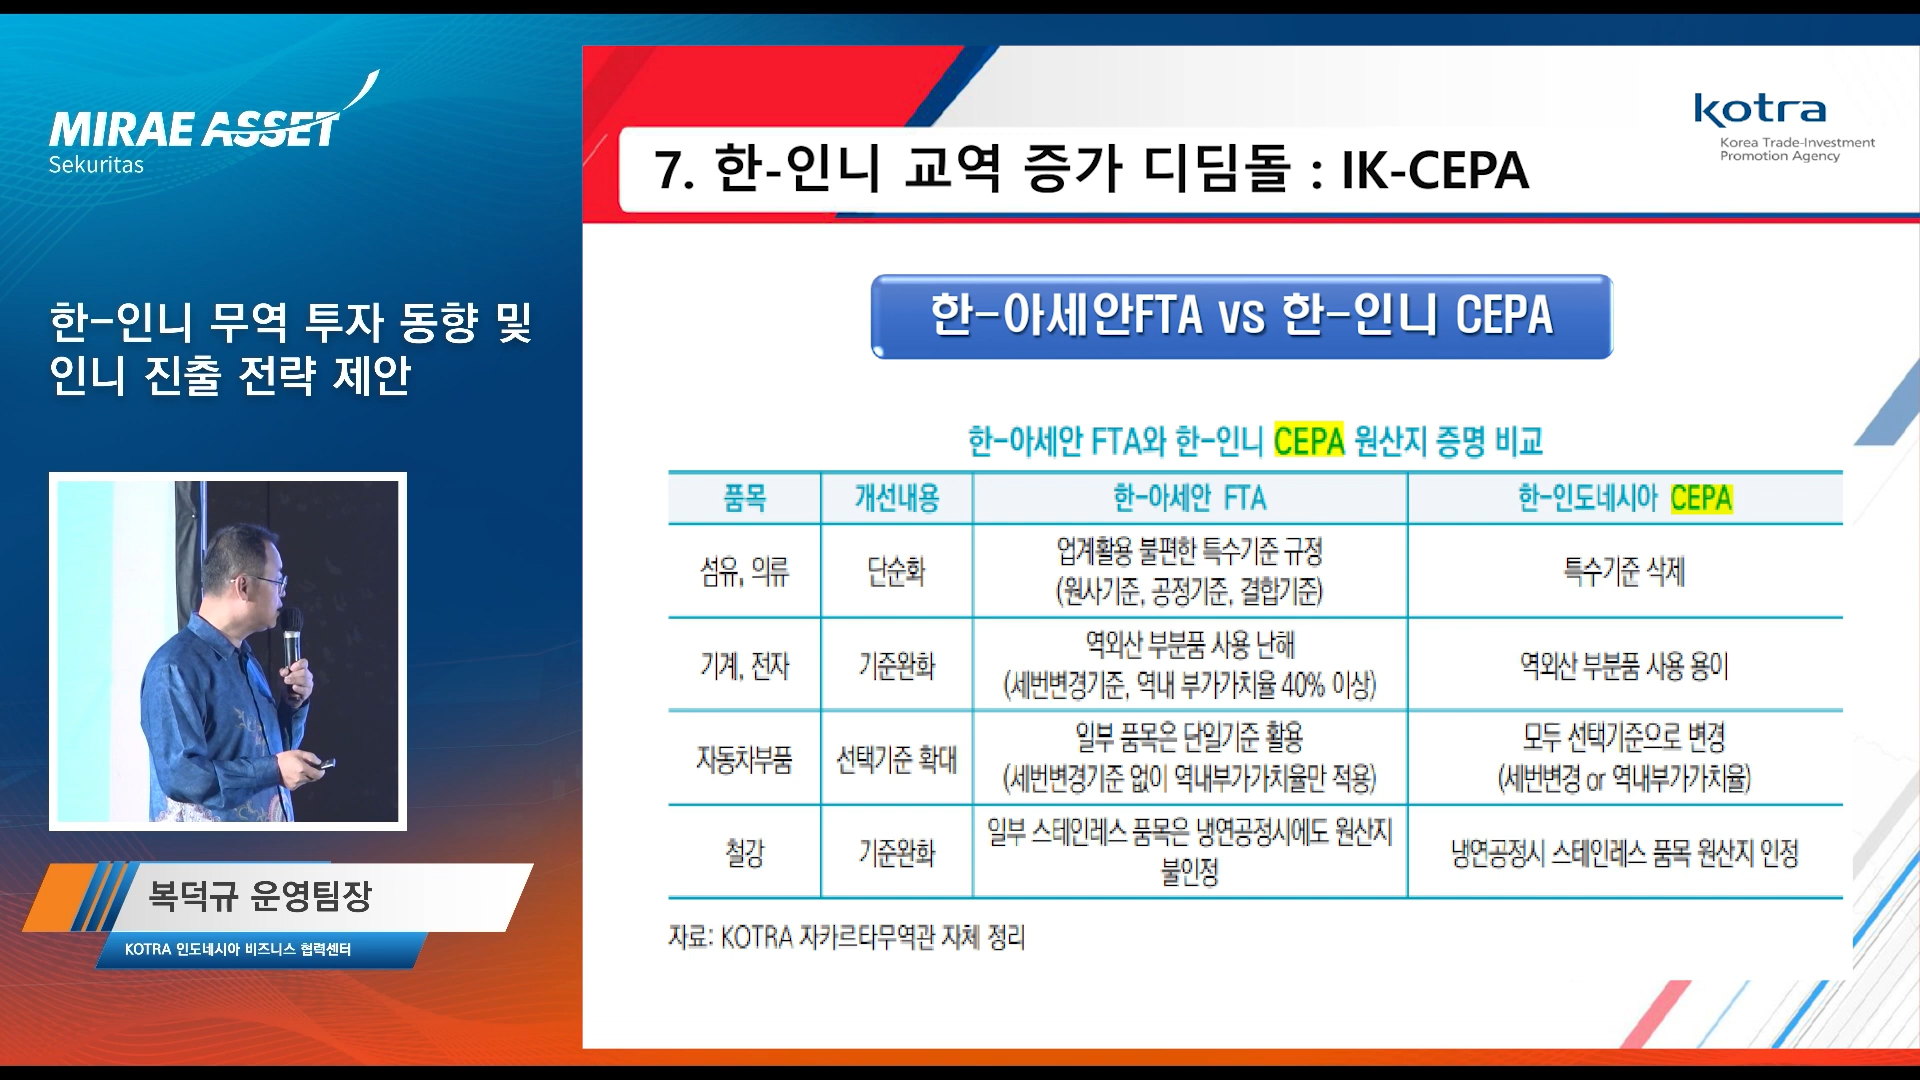 MIRAE ASSET
Sekuritas
한-인니 무역 투자 동향 및
인니 진출 전략 제안
복덕규 운영팀장
KOTRA 인도네시아 비즈니스 협력센터
kotra
Korea Trade-Investment
Promotion Agency
7. 한-인니 교역 증가 디딤돌 : IK-CEPA
한-아세안FTA vs 한-인니 CEPA
한-아세안 FTA와 한-인니 CEPA 원산지 증명 비교
품목 개선내용 한-아세안 FTA 한-인도네시아 CEPA
섬유, 의류 단순화 업계활용 불편한 특수기준 규정 특수기준 삭제
(원사기준, 공정기준, 결합기준)
기계, 전자 기준완화 역외산 부분품 사용 난해 역외산 부분품 사용 용이
(세번변경기준, 역내 부가가치율 40% 이상)
자동차부품 선택기준 확대 일부 품목은 단일기준 활용 모두 선택기준으로 변경
(세번변경기준 없이 역내부가가치율만 적용) (세번변경 or 역내부가가치율)
철강 기준완화 일부 스테인레스 품목은 냉연공정시에도 원산지 냉연공정시 스테인레스 품목 원산지 인정
불인정
자료: KOTRA 자카르타무역관 자체 정리